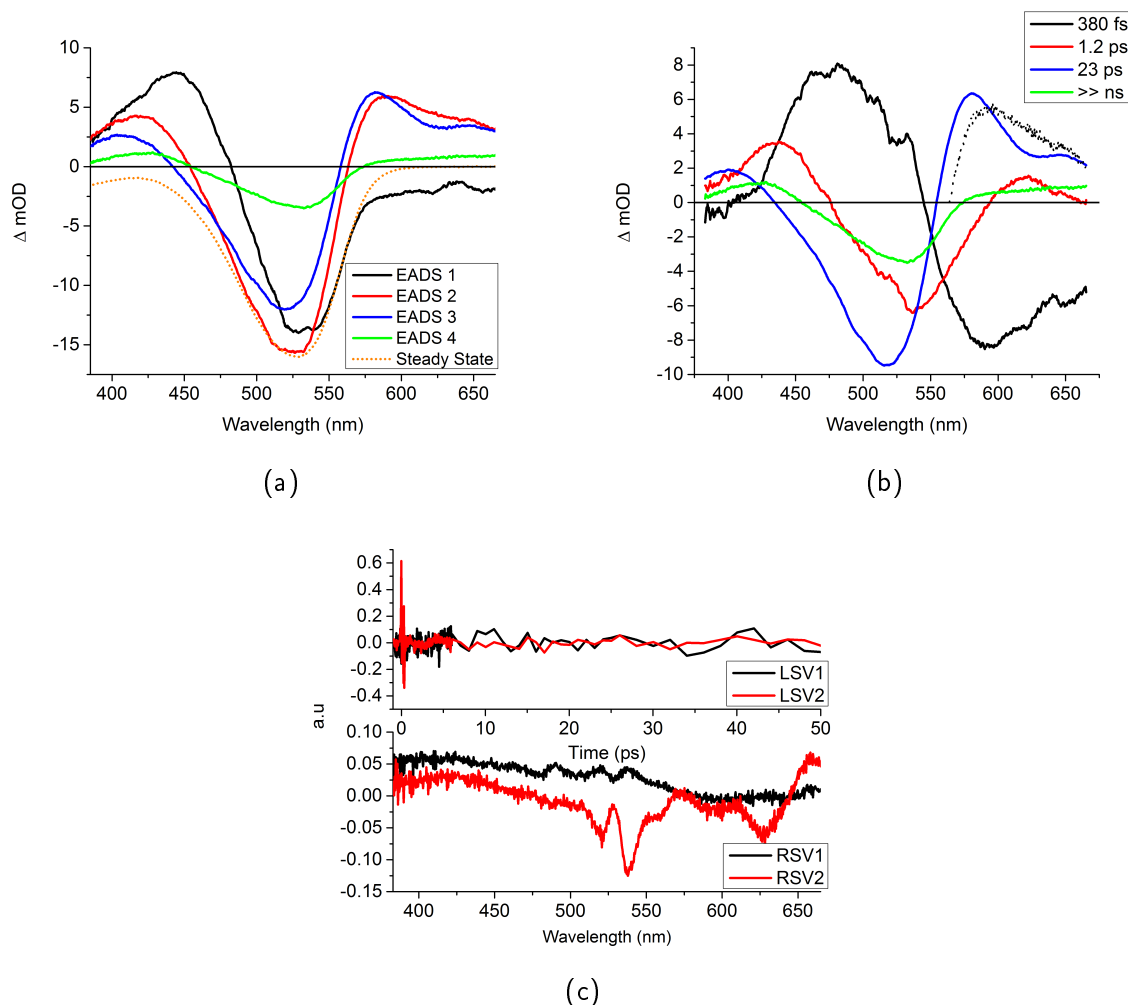 10
5
0
-5
-10
-15
Δ mOD
400
450
500
550
600
650
Wavelength (nm)
EADS 1
EADS 2
EADS 3
EADS 4
Steady State
(a)
380 fs
1.2 ps
23 ps
>> ns
8
6
4
2
0
-2
-4
-6
-8
-10
Δ mOD
400
450
500
550
600
650
Wavelength (nm)
(b)
0.6
0.4
0.2
0.0
-0.2
-0.4
LSV1
LSV2
0
10
20
30
40
50
Time (ps)
a.u
0.10
0.05
0.00
-0.05
-0.10
-0.15
RSV1
RSV2
400
450
500
550
600
650
Wavelength (nm)
(c)